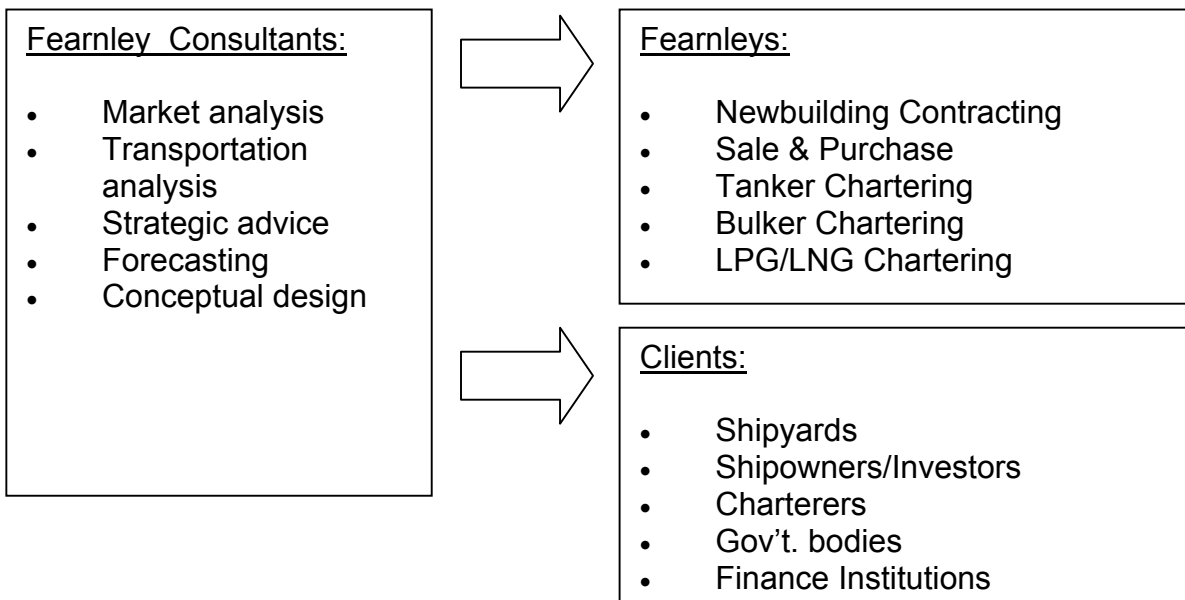 Fearnley Consultants:
• Market analysis
• Transportation
analysis
• Strategic advice
• Forecasting
• Conceptual design
Fearnleys:
• Newbuilding Contracting
• Sale & Purchase
• Tanker Chartering
• Bulker Chartering
• LPG/LNG Chartering
Clients:
• Shipyards
• Shipowners/Investors
• Charterers
• Gov’t. bodies
• Finance Institutions